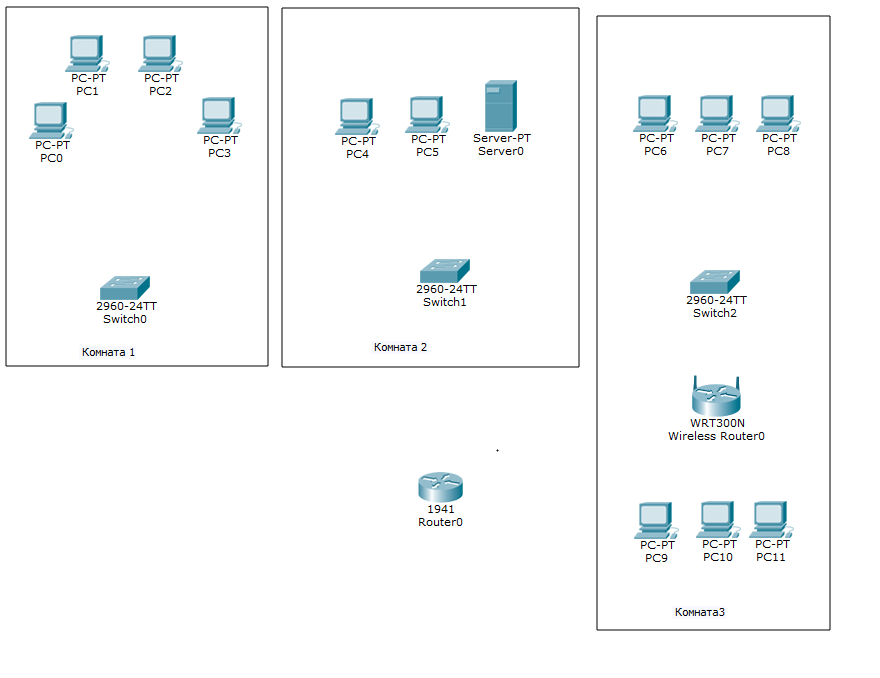 PC-PT
PC1
PC-PT
PC2
PC-PT
PC0
PC-PT
PC3
2960-24TT
Switch0
Комната 1
PC-PT
PC4
PC-PT
PC5
Server-PT
Server0
2960-24TT
Switch1
Комната 2
PC-PT
PC6
PC-PT
PC7
PC-PT
PC8
2960-24TT
Switch2
WRT300N
Wireless Router0
PC-PT
PC9
PC-PT
PC10
PC-PT
PC11
Комната3
1941
Router0